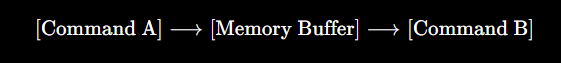 [Command A] ⟶ [Memory Buffer] ⟶ [Command B]